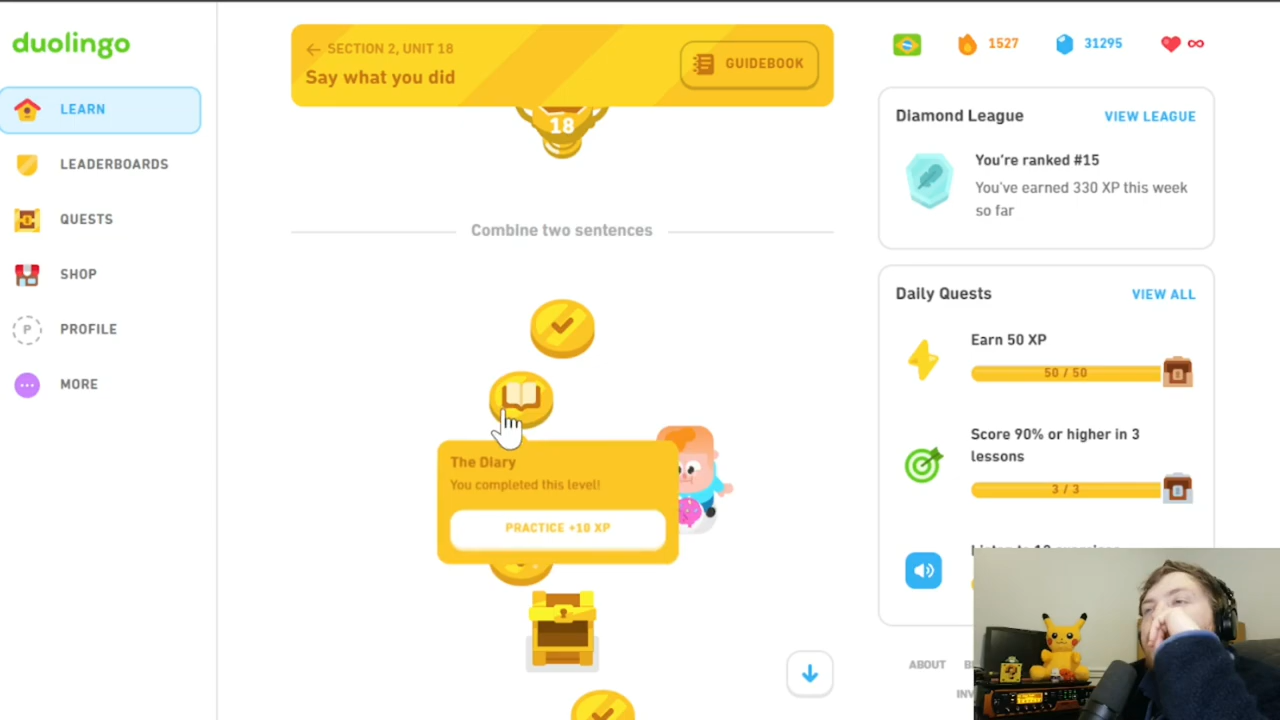 duolingo
LEARN
LEADERBOARDS
QUESTS
SHOP
P
PROFILE
MORE
← SECTION 2, UNIT 18
Say what you did
GUIDEBOOK
18
Combine two sentences
The Diary
You completed this level!
PRACTICE +10 XP
1527
31295
∞
Diamond League
VIEW LEAGUE
You're ranked #15
You've earned 330 XP this week
so far
Daily Quests
VIEW ALL
Earn 50 XP
50 / 50
Score 90% or higher in 3
lessons
3 / 3
ABOUT